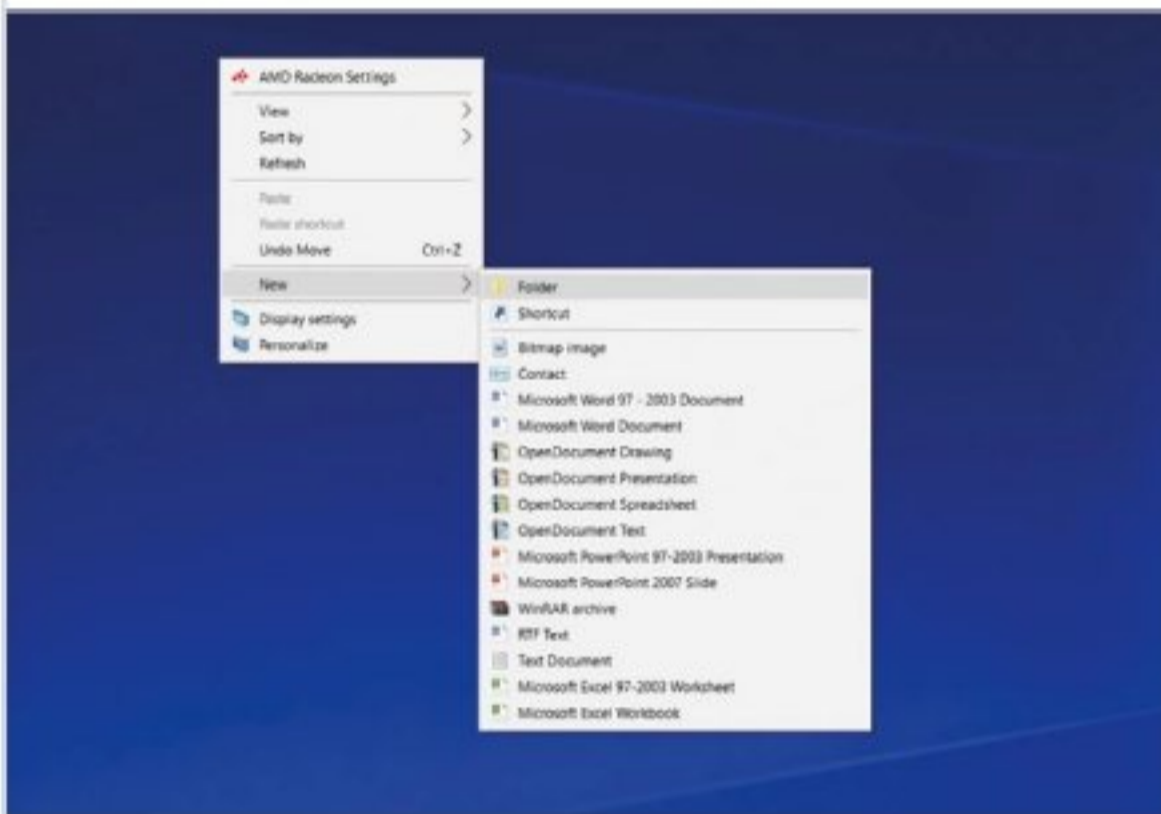 AMD Radeon Settings
View
Sort by
Refresh
Paste
Paste shortcut
Undo Move Ctrl+Z
New
Display settings
Personalize
Folder
Shortcut
Bitmap image
Contact
Microsoft Word 97 - 2003 Document
Microsoft Word Document
OpenDocument Drawing
OpenDocument Presentation
OpenDocument Spreadsheet
OpenDocument Text
Microsoft PowerPoint 97-2003 Presentation
Microsoft PowerPoint 2007 Slide
WinRAR archive
RTF Text
Text Document
Microsoft Excel 97-2003 Worksheet
Microsoft Excel Workbook